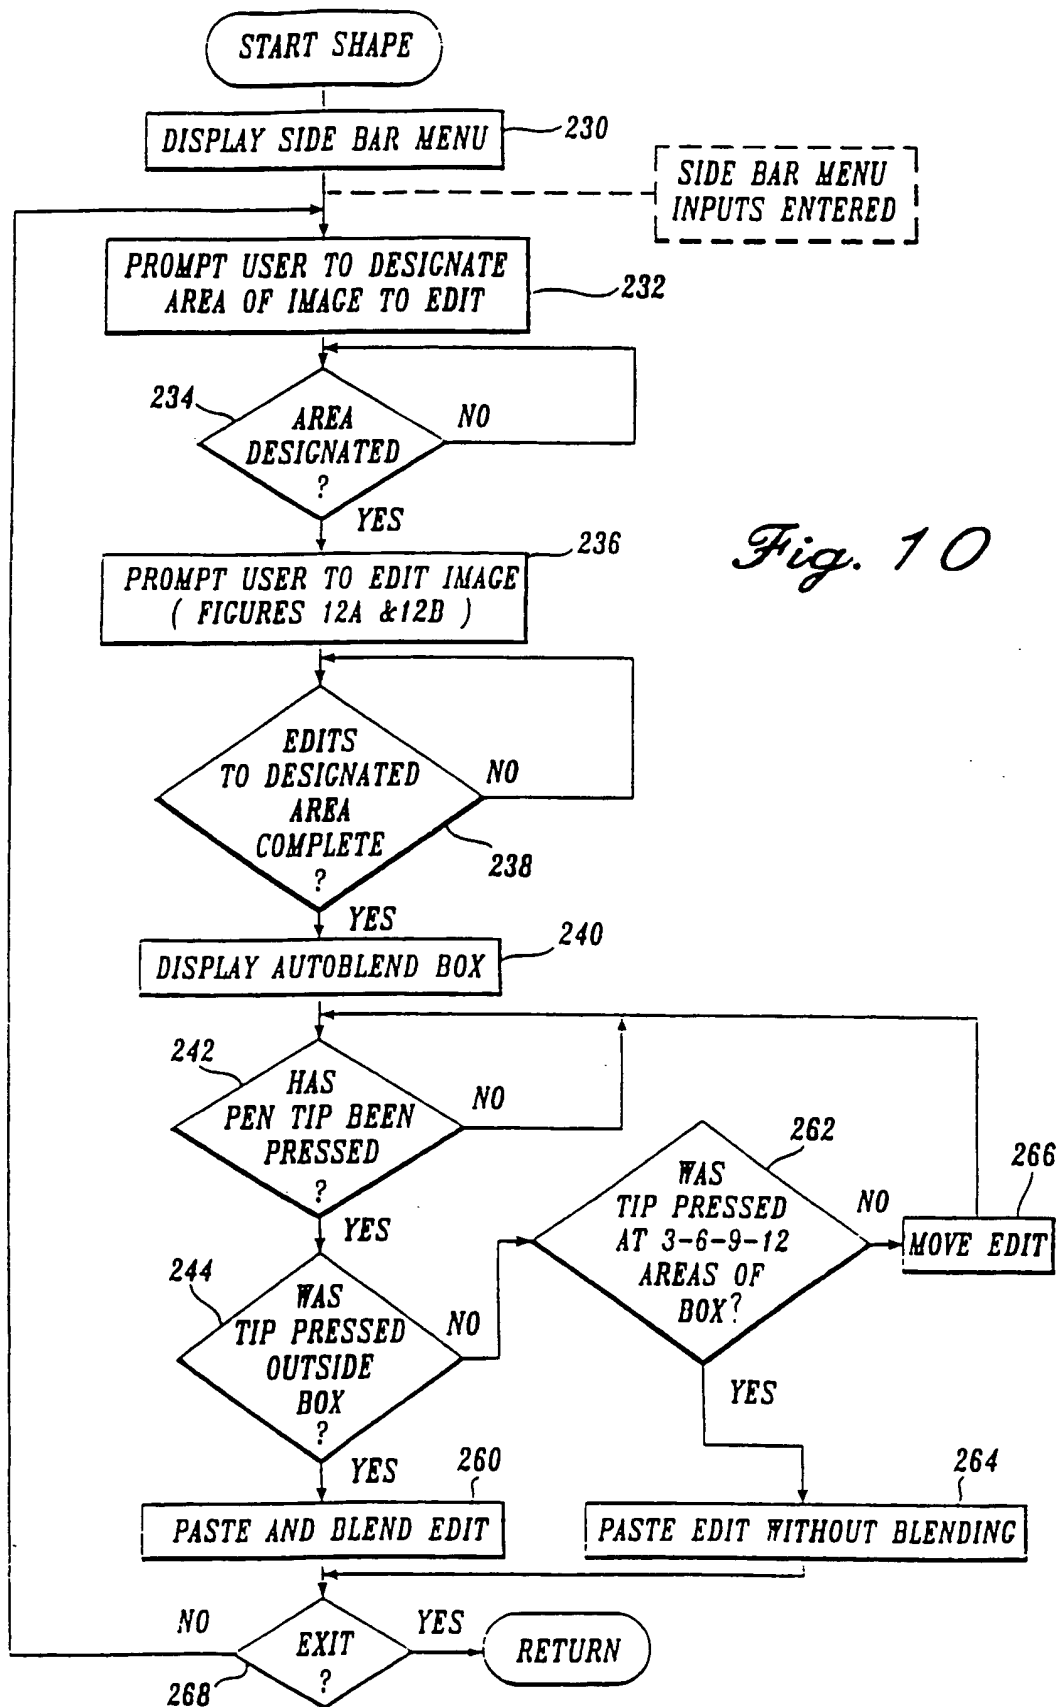 START SHAPE
DISPLAY SIDE BAR MENU
230
SIDE BAR MENU
INPUTS ENTERED
PROMPT USER TO DESIGNATE
AREA OF IMAGE TO EDIT
232
234
AREA
DESIGNATED
?
NO
YES
Fig. 10
236
PROMPT USER TO EDIT IMAGE
( FIGURES 12A &12B )
EDITS
TO DESIGNATED
AREA
COMPLETE
?
NO
238
YES
240
DISPLAY AUTOBLEND BOX
242
HAS
PEN TIP BEEN
PRESSED
?
NO
YES
262
WAS
TIP PRESSED
AT 3-6-9-12
AREAS OF
BOX?
NO
266
MOVE EDIT
244
WAS
TIP PRESSED
OUTSIDE
BOX
?
NO
YES
YES
260
PASTE AND BLEND EDIT
264
PASTE EDIT WITHOUT BLENDING
NO
EXIT
?
YES
RETURN
268